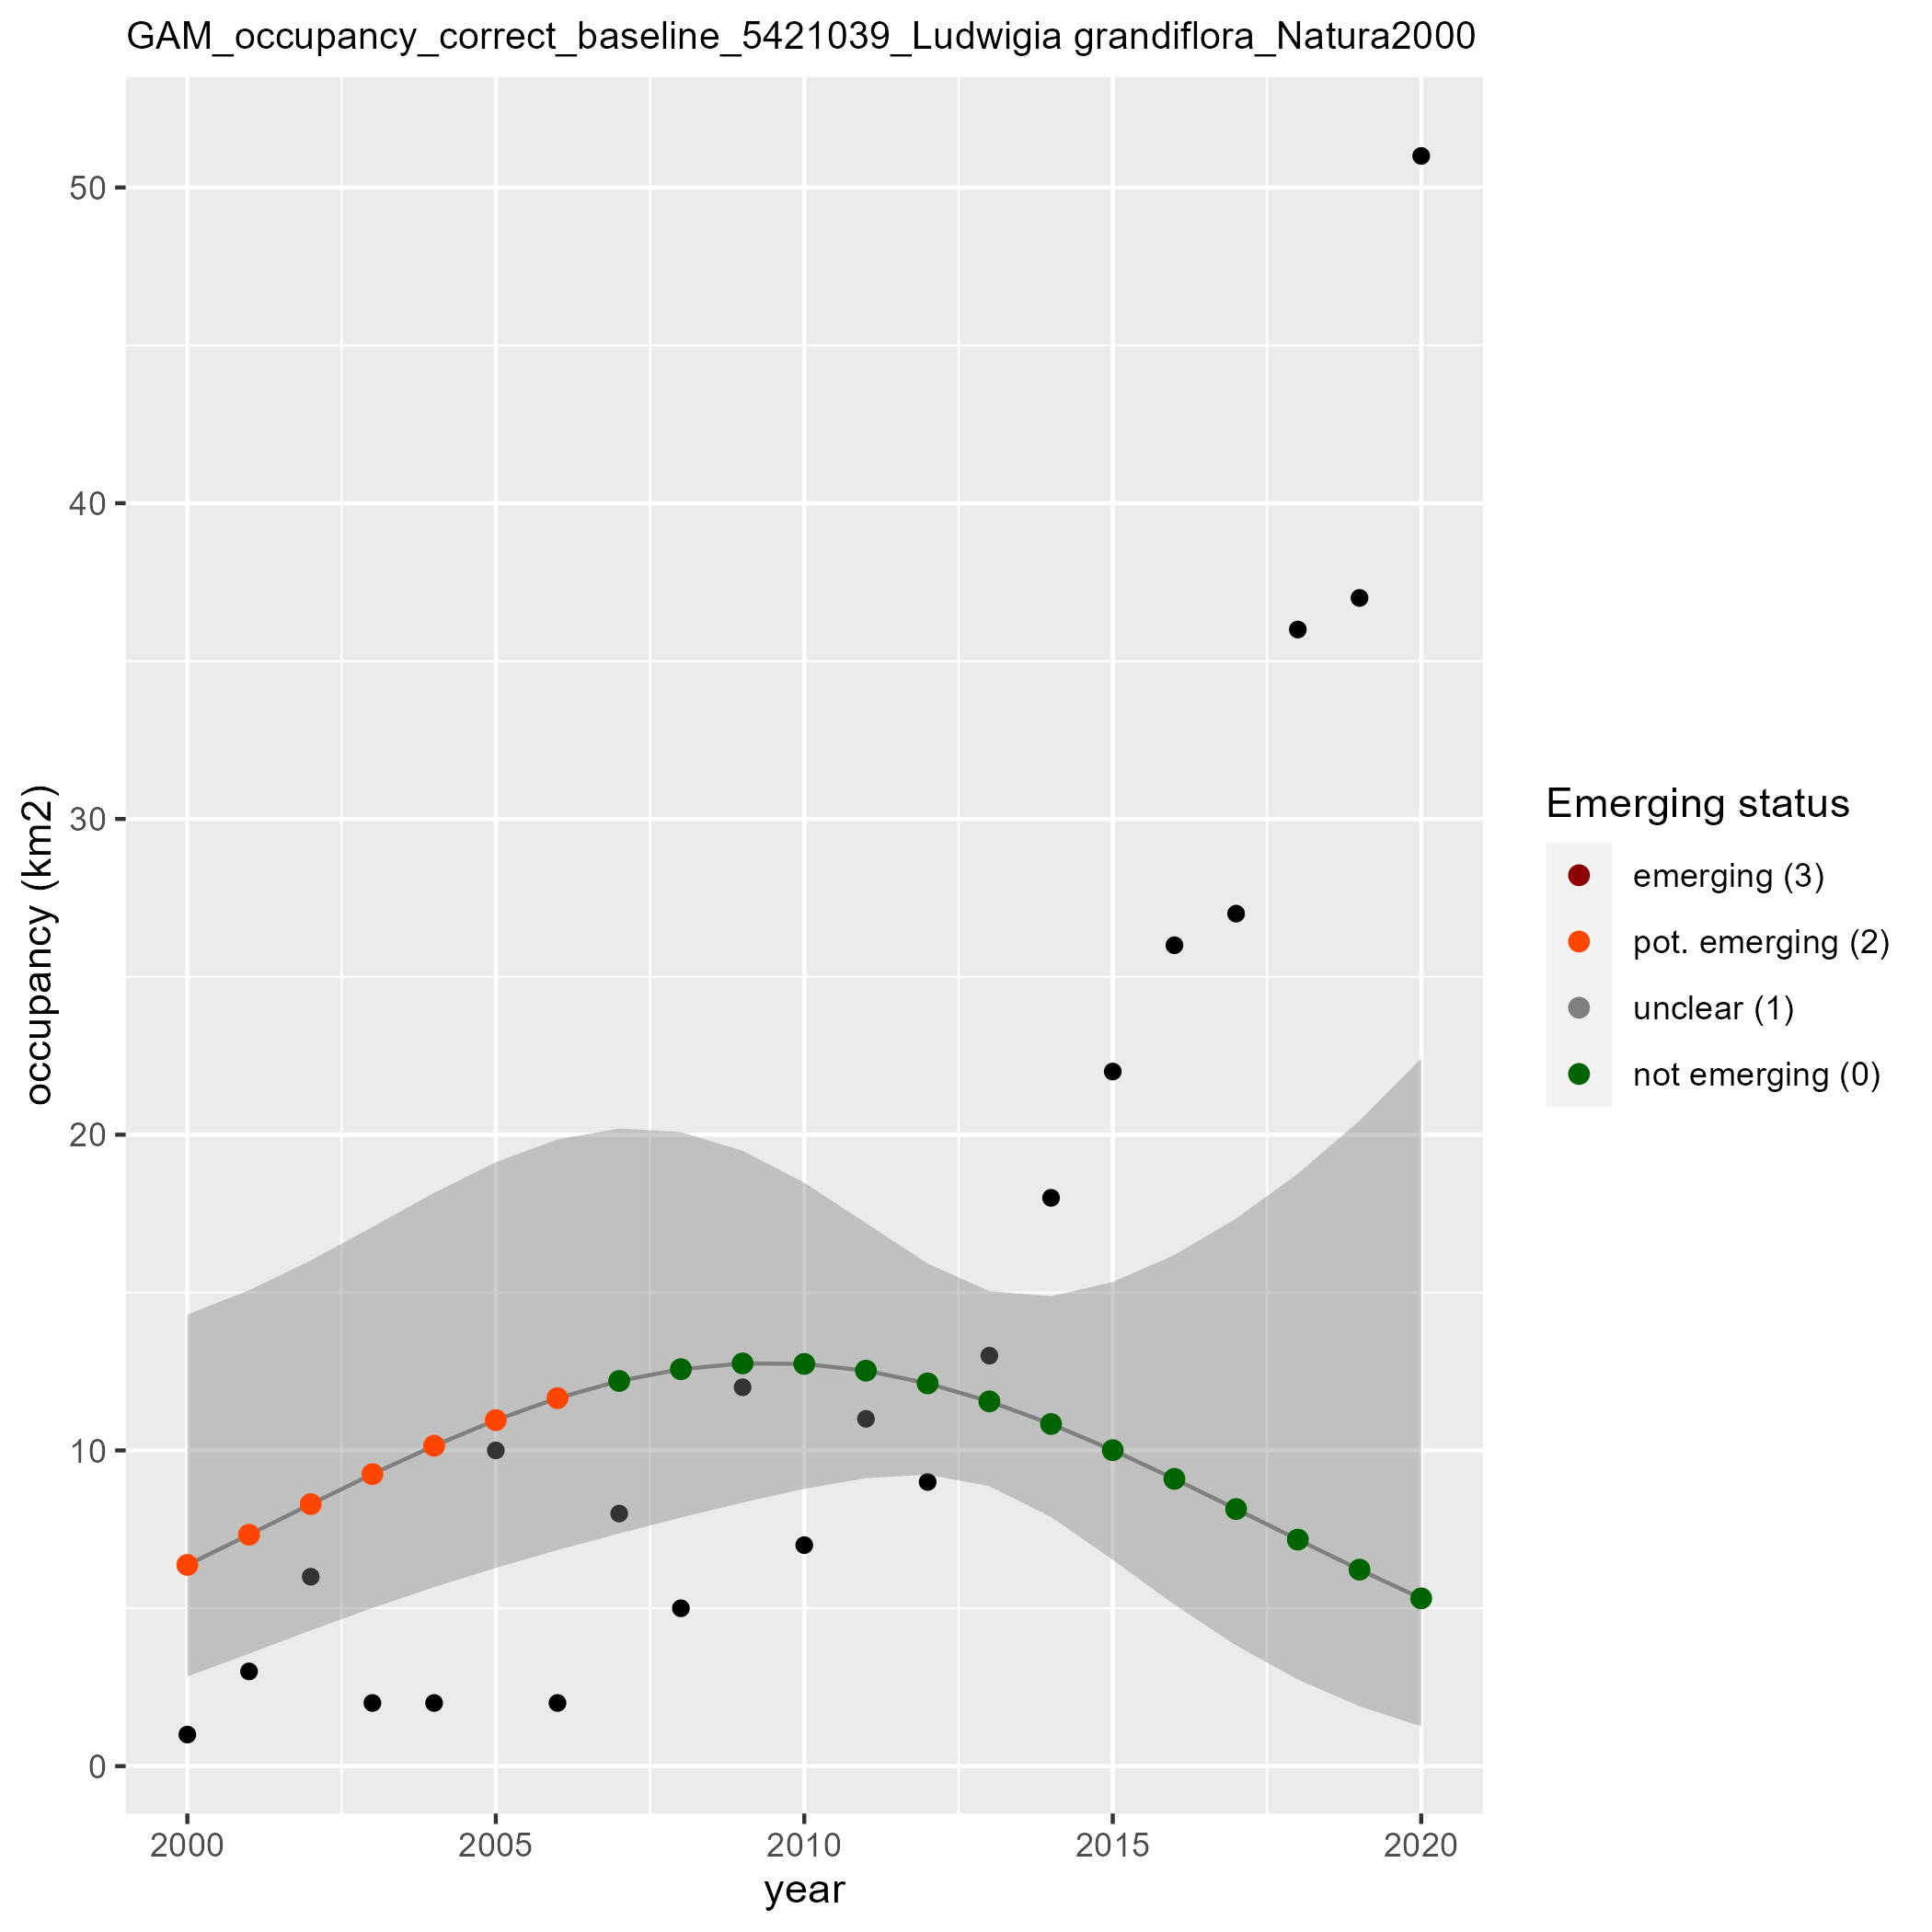 GAM_occupancy_correct_baseline_5421039_Ludwigia grandiflora_Natura2000
50
40
30
20
10
0
occupancy (km2)
2000 2005 2010 2015 2020
year
Emerging status
emerging (3)
pot. emerging (2)
unclear (1)
not emerging (0)